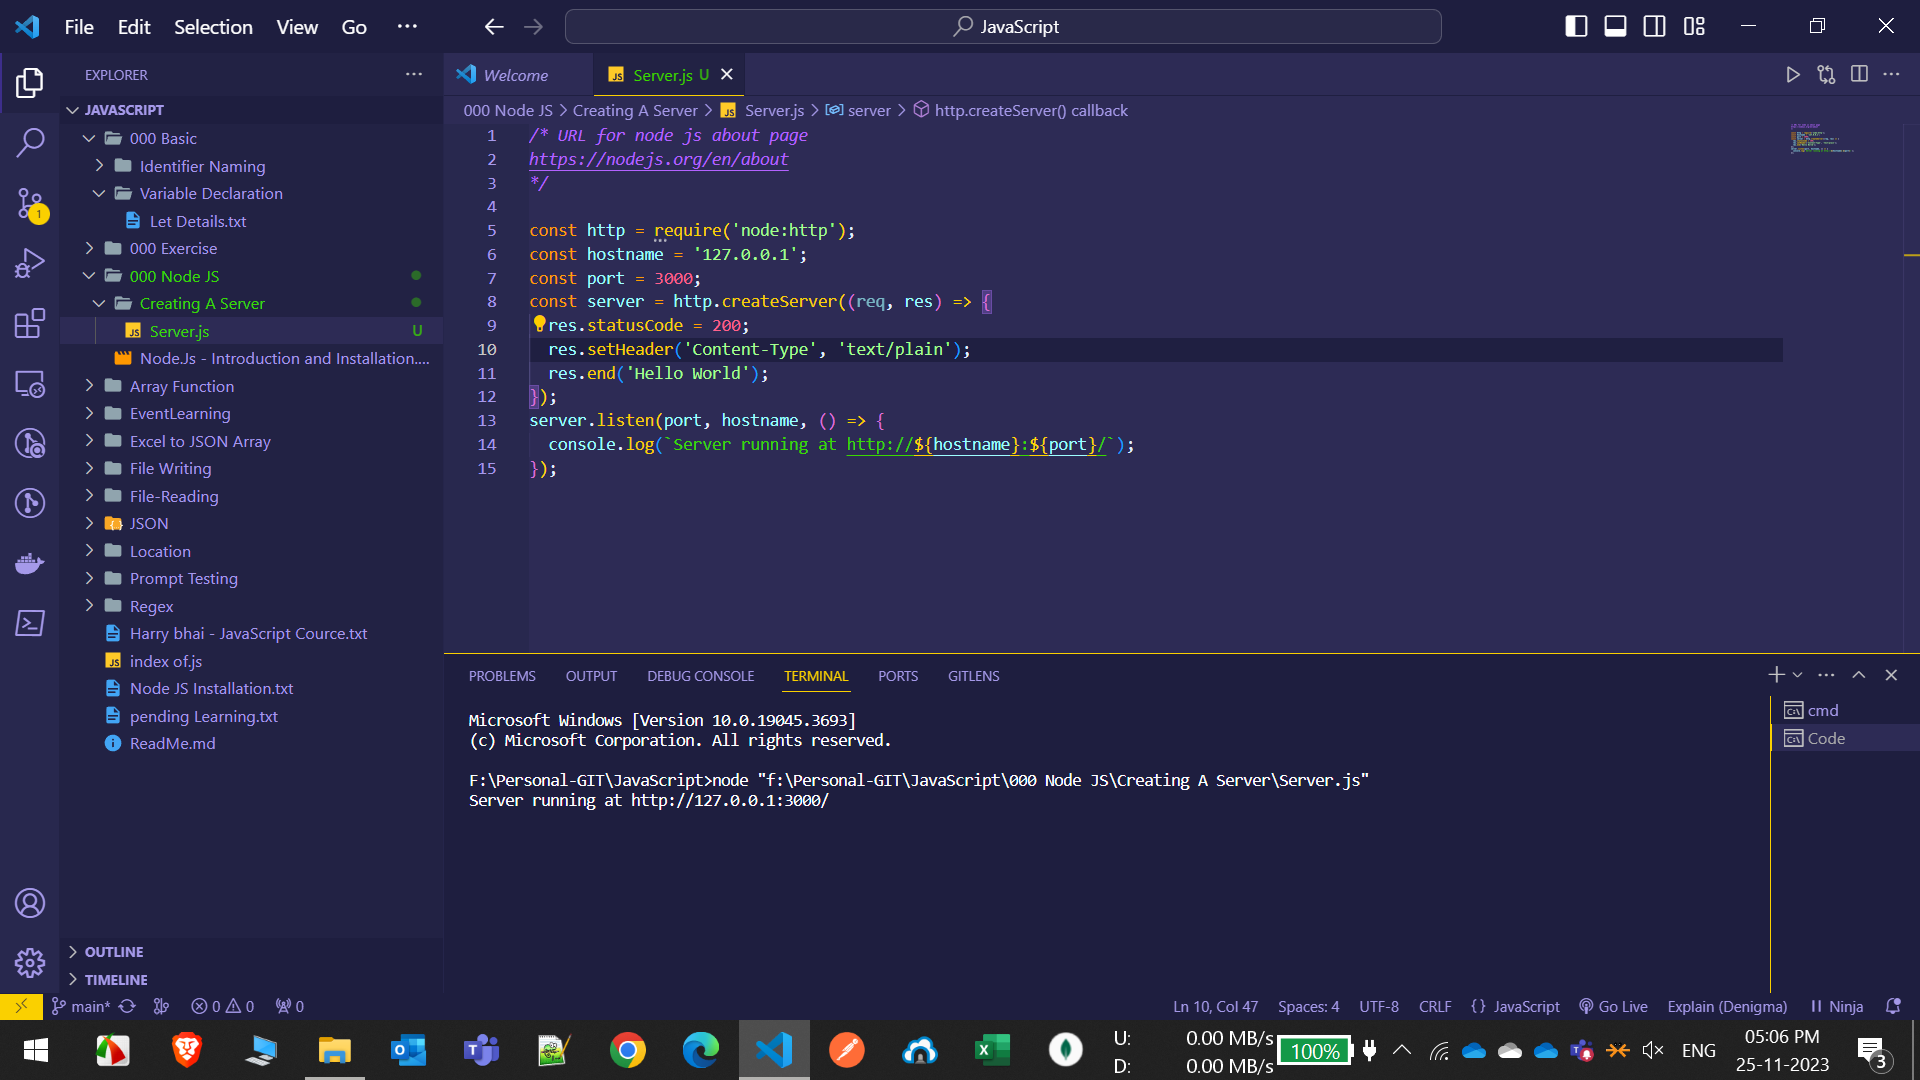 File Edit Selection View Go ···
JavaScript
EXPLORER
JAVASCRIPT
000 Basic
Identifier Naming
Variable Declaration
Let Details.txt
000 Exercise
000 Node JS
Creating A Server
Server.js U
Node.Js - Introduction and Installation....
Array Function
EventLearning
Excel to JSON Array
File Writing
File-Reading
JSON
Location
Prompt Testing
Regex
Harry bhai - JavaScript Cource.txt
index of.js
Node JS Installation.txt
pending Learning.txt
ReadMe.md
OUTLINE
TIMELINE
1
Welcome
JS Server.js U
000 Node JS > Creating A Server > JS Server.js > server > http.createServer() callback
1 /* URL for node js about page
2 https://nodejs.org/en/about
3 */
4
5 const http = require('node:http');
6 const hostname = '127.0.0.1';
7 const port = 3000;
8 const server = http.createServer((req, res) => {
9 res.statusCode = 200;
10 res.setHeader('Content-Type', 'text/plain');
11 res.end('Hello World');
12 });
13 server.listen(port, hostname, () => {
14 console.log(`Server running at http://${hostname}:${port}/`);
15 });
PROBLEMS OUTPUT DEBUG CONSOLE TERMINAL PORTS GITLENS
Microsoft Windows [Version 10.0.19045.3693]
(c) Microsoft Corporation. All rights reserved.
F:\Personal-GIT\JavaScript>node "f:\Personal-GIT\JavaScript\000 Node JS\Creating A Server\Server.js"
Server running at http://127.0.0.1:3000/
cmd
Code
main* 0 0 0
Ln 10, Col 47 Spaces: 4 UTF-8 CRLF {} JavaScript Go Live Explain (Denigma) Ninja
U: 0.00 MB/s
D: 0.00 MB/s
100%
ENG
05:06 PM
25-11-2023
3